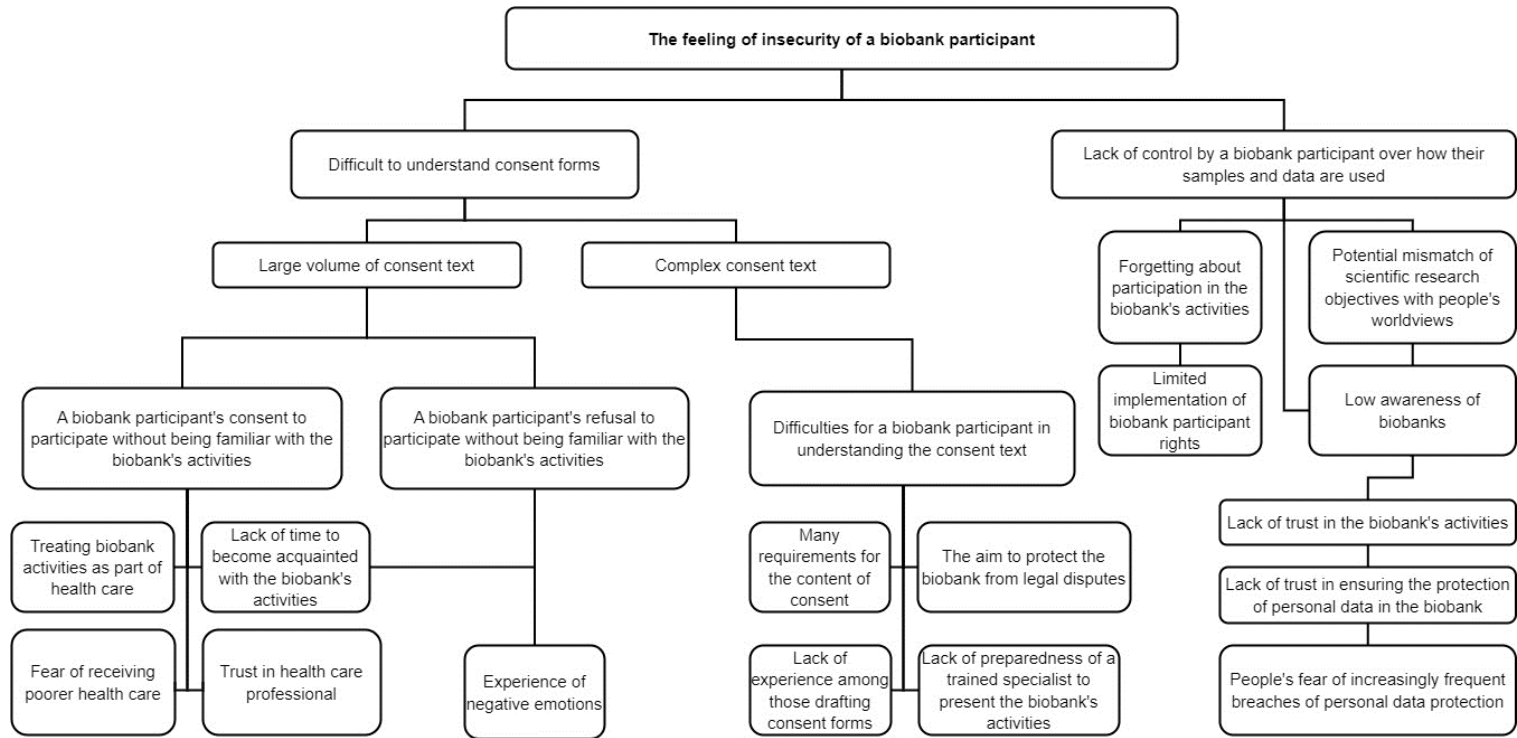 The feeling of insecurity of a biobank participant
Difficult to understand consent forms
Lack of control by a biobank participant over how their
samples and data are used
Large volume of consent text
Complex consent text
Forgetting about
participation in the
biobank's activities
Potential mismatch of
scientific research
objectives with people's
worldviews
A biobank participant's consent to
participate without being familiar with the
biobank's activities
A biobank participant's refusal to
participate without being familiar with the
biobank's activities
Difficulties for a biobank participant in
understanding the consent text
Limited
implementation of
biobank participant
rights
Low awareness of
biobanks
Treating biobank
activities as part of
health care
Lack of time to
become acquainted
with the biobank's
activities
Many
requirements for
the content of
consent
The aim to protect the
biobank from legal disputes
Lack of trust in the biobank's activities
Lack of trust in ensuring the protection
of personal data in the biobank
Fear of receiving
poorer health care
Trust in health care
professional
Experience of
negative emotions
Lack of
experience among
those drafting
consent forms
Lack of preparedness of a
trained specialist to
present the biobank's
activities
People's fear of increasingly frequent
breaches of personal data protection